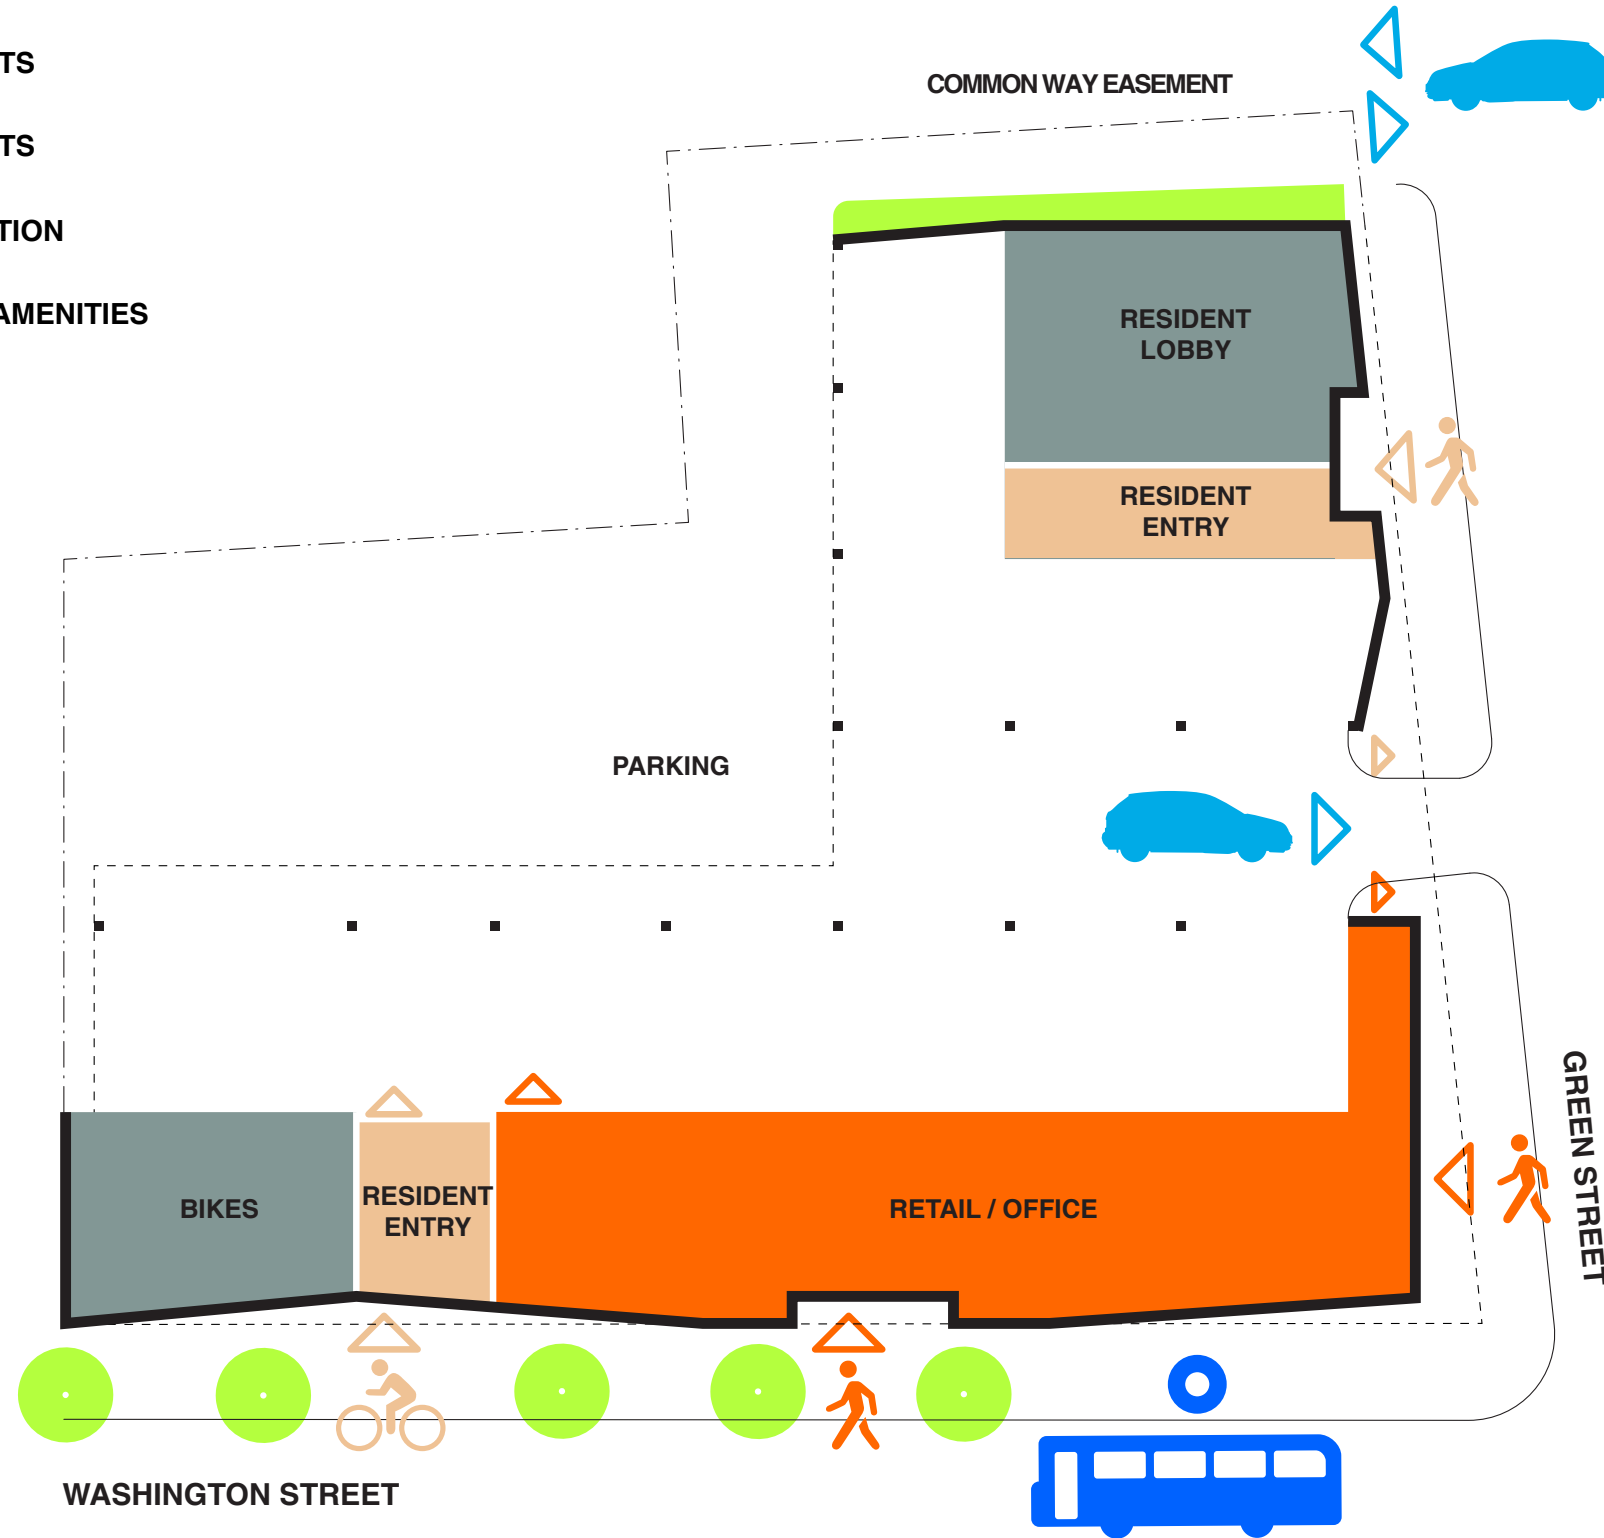 TS
COMMON WAY EASEMENT
TS
TION
AMENITIES
RESIDENT
LOBBY
RESIDENT
ENTRY
PARKING
GREEN STREET
BIKES
RESIDENT
ENTRY
RETAIL / OFFICE
WASHINGTON STREET